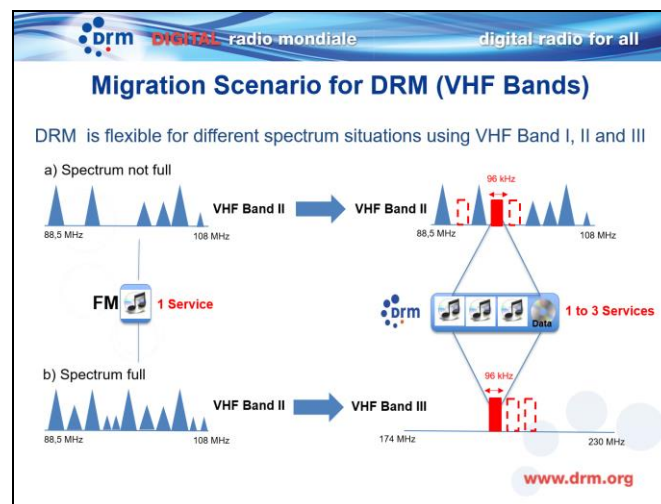 Drm DIGITAL radio mondiale digital radio for all
Migration Scenario for DRM (VHF Bands)
DRM is flexible for different spectrum situations using VHF Band I, II and III
a) Spectrum not full
96 kHz
VHF Band II VHF Band II
88,5 MHz 108 MHz 88,5 MHz 108 MHz
FM 1 Service Drm 1 to 3 Services
Data
b) Spectrum full
96 kHz
VHF Band II VHF Band III
88,5 MHz 108 MHz 174 MHz 230 MHz
www.drm.org